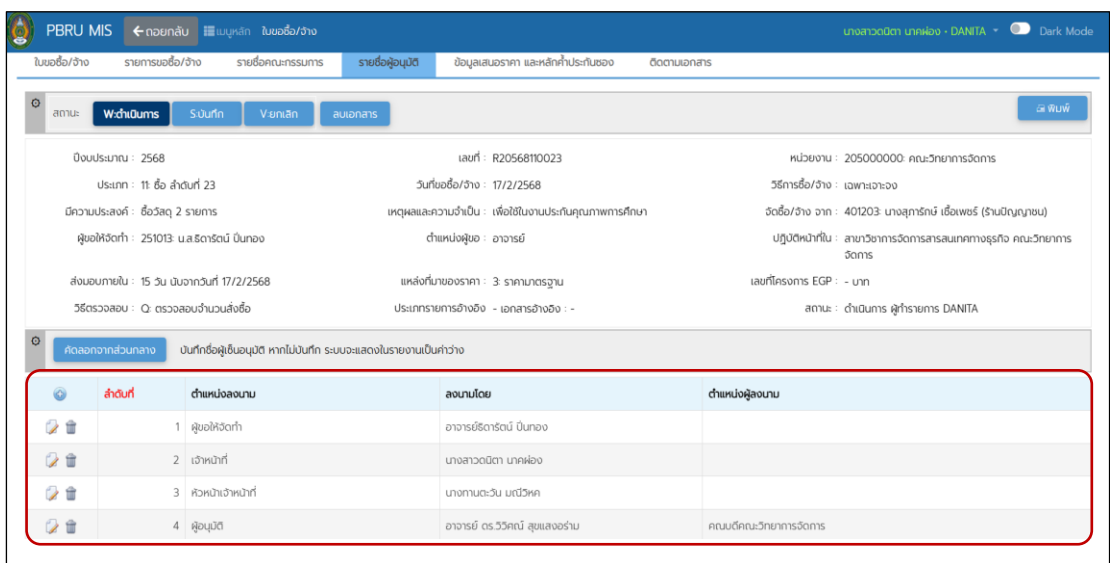 PBRU MIS ถอยกลับ เมนูหลัก ใบขอซื้อ/จ้าง นางสาวดนิตา นาคผ่อง - DANITA Dark Mode
ใบขอซื้อ/จ้าง รายการขอซื้อ/จ้าง รายชื่อคณะกรรมการ รายชื่อผู้อนุมัติ ข้อมูลเสนอราคา และหลักค้ำประกันซอง ติดตามเอกสาร
สถานะ: W:ดำเนินการ S:บันทึก V:ยกเลิก ลบเอกสาร พิมพ์
ปีงบประมาณ : 2568 เลขที่ : R20568110023 หน่วยงาน : 205000000: คณะวิทยาการจัดการ
ประเภท : 11: ซื้อ ลำดับที่ 23 วันที่ขอซื้อ/จ้าง : 17/2/2568 วิธีการซื้อ/จ้าง : เฉพาะเจาะจง
มีความประสงค์ : ซื้อวัสดุ 2 รายการ เหตุผลและความจำเป็น : เพื่อใช้ในงานประกันคุณภาพการศึกษา จัดซื้อ/จ้าง จาก : 401203: นางสุภารักษ์ เชื้อเพชร์ (ร้านปัญญาชน)
ผู้ขอให้จัดทำ : 251013: น.ส.ธิดารัตน์ ปิ่นทอง ตำแหน่งผู้ขอ : อาจารย์ ปฏิบัติหน้าที่ใน : สาขาวิชาการจัดการสารสนเทศทางธุรกิจ คณะวิทยาการ
จัดการ
ส่งมอบภายใน : 15 วัน นับจากวันที่ 17/2/2568 แหล่งที่มาของราคา : 3: ราคามาตรฐาน เลขที่โครงการ EGP : - บาท
วิธีตรวจสอบ : Q: ตรวจสอบจำนวนสั่งซื้อ ประเภทรายการอ้างอิง - เอกสารอ้างอิง : - สถานะ : ดำเนินการ ผู้ทำรายการ DANITA
คัดลอกจากส่วนกลาง บันทึกชื่อผู้เซ็นอนุมัติ หากไม่บันทึก ระบบจะแสดงในรายงานเป็นค่าว่าง
ลำดับที่ ตำแหน่งลงนาม ลงนามโดย ตำแหน่งผู้ลงนาม
1 ผู้ขอให้จัดทำ อาจารย์ธิดารัตน์ ปิ่นทอง
2 เจ้าหน้าที่ นางสาวดนิตา นาคผ่อง
3 หัวหน้าเจ้าหน้าที่ นางทานตะวัน มณีวิหค
4 ผู้อนุมัติ อาจารย์ ดร.วิวิศณ์ สุขแสงอร่าม คณบดีคณะวิทยาการจัดการ